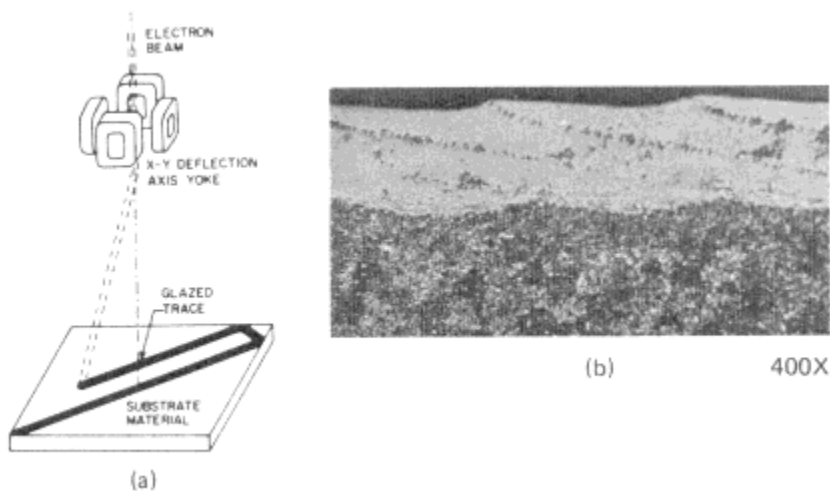 ELECTRON
BEAM
X-Y DEFLECTION
AXIS YOKE
GLAZED
TRACE
SUBSTRATE
MATERIAL
(a)
(b) 400X